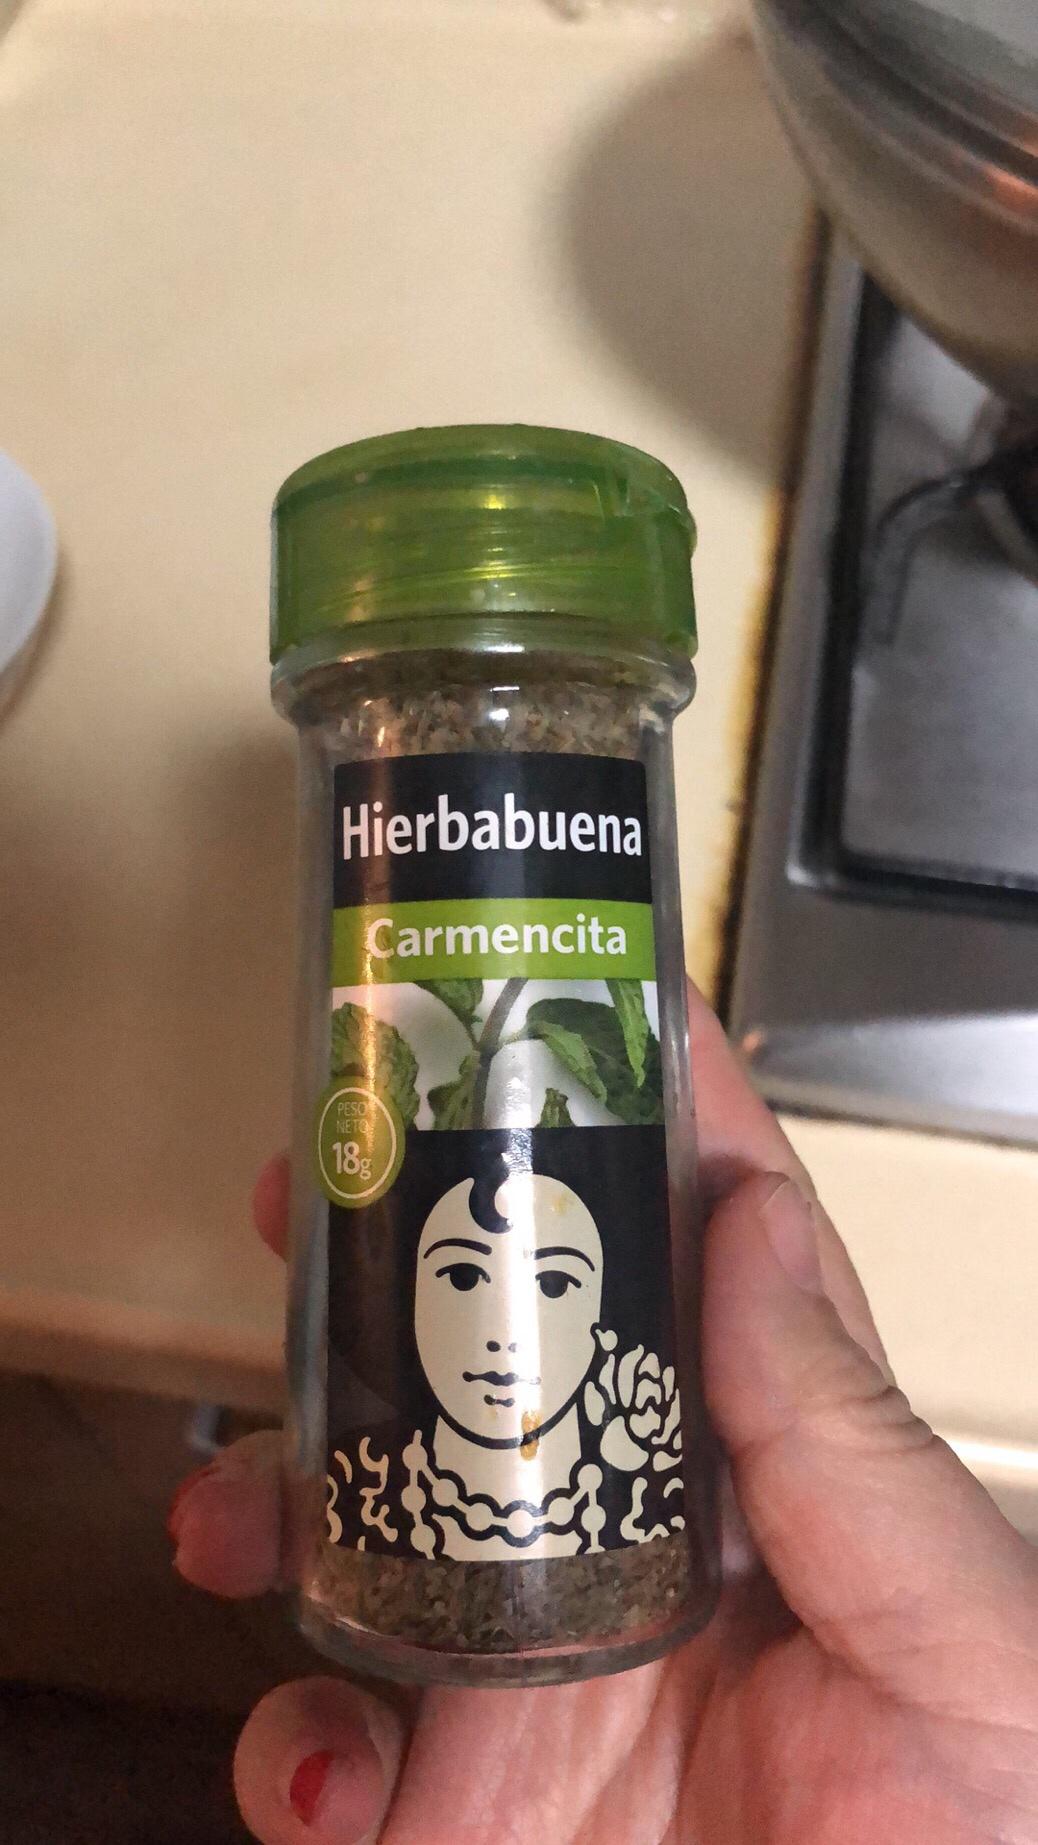 Hierbabuena
Carmencita
PESO
NETO
18g